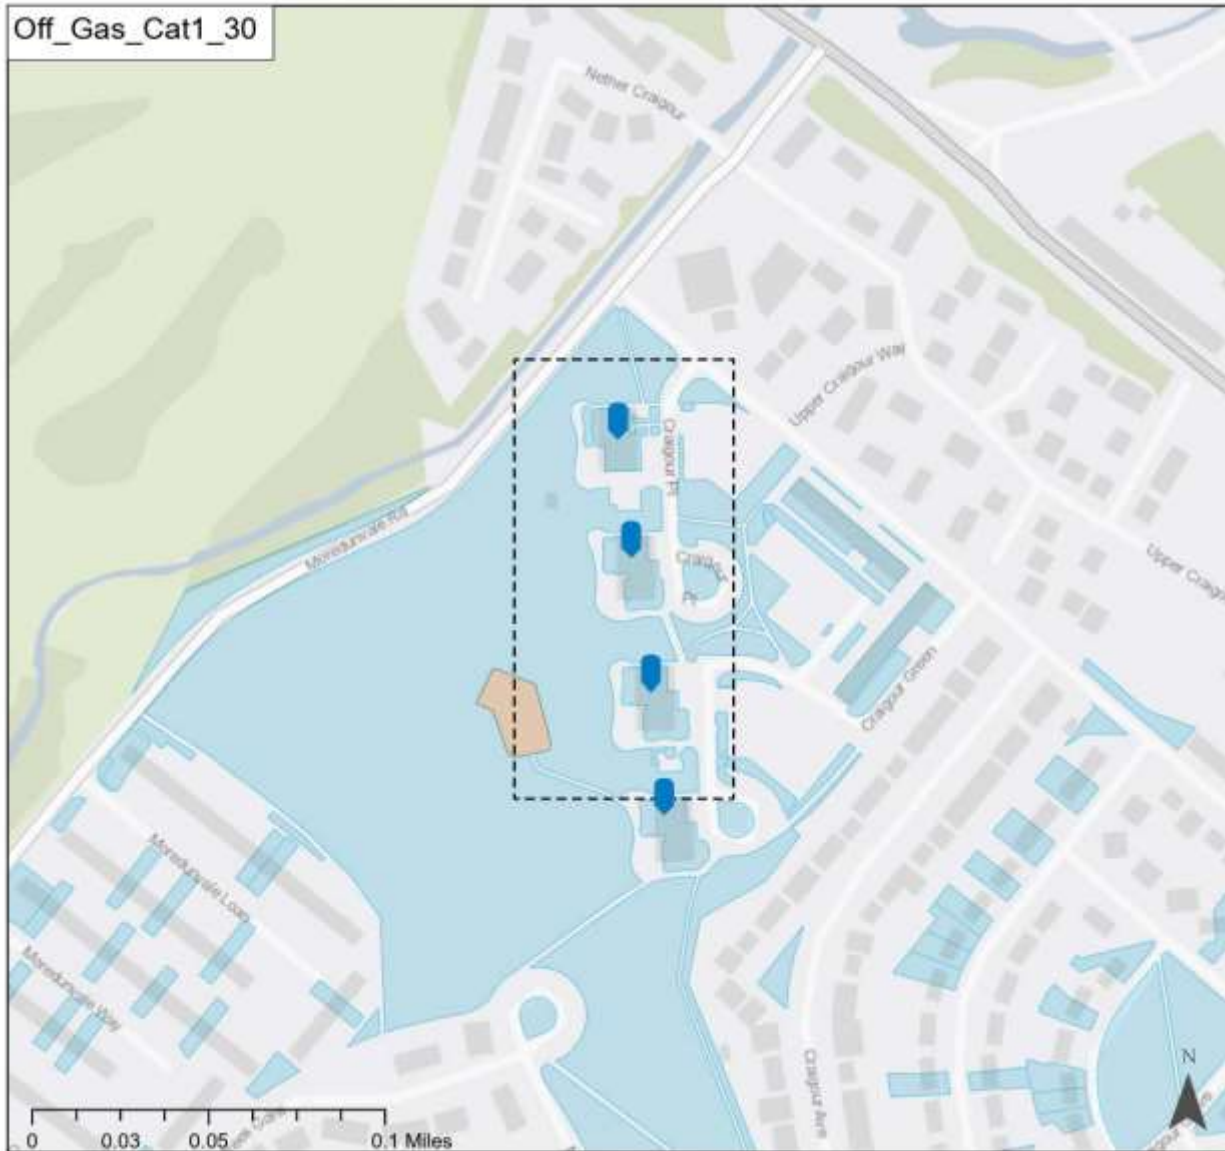 Off_Gas_Cat1_30
Nether Craigour
Upper Craigour Way
Craigour Pl
Moredunvale Rd
Craigour
Pl
Upper Craigour
Craigour Green
Moredunvale Loan
Moredunvale Way
Craigour Ave
N
0 0.03 0.05 0.1 Miles